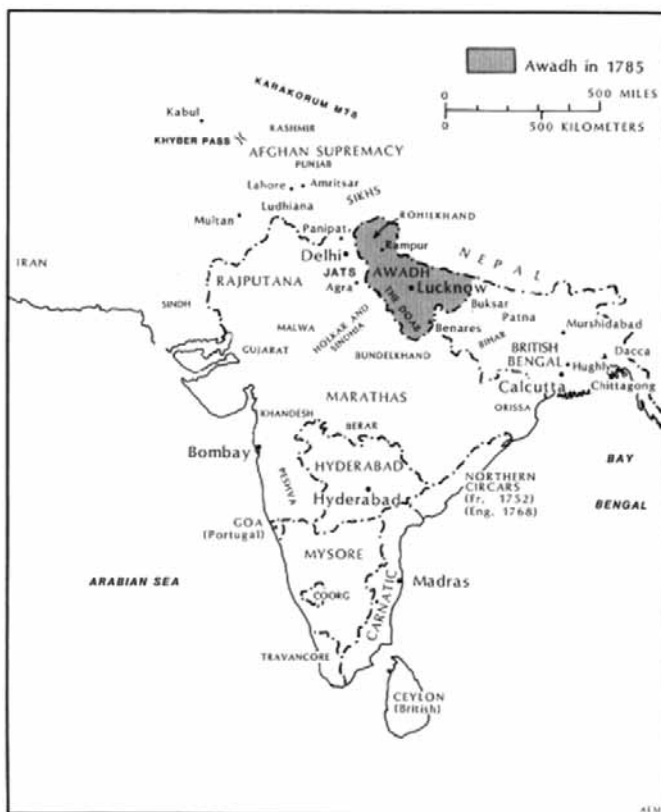 Awadh in 1785
0 500 MILES
0 500 KILOMETERS
KARAKORUM MTS
Kabul
KASHMIR
KHYBER PASS
AFGHAN SUPREMACY
PUNJAB
Lahore Amritsar
SIKHS
Ludhiana
Multan
ROHILKHAND
Panipat
Rampur
NEPAL
Delhi
IRAN
RAJPUTANA
JATS
AWADH
Agra
Lucknow
THE DOAB
Buksar
SINDH
Patna
MALWA
HOLKAR AND
SINDHIA
Benares
BIHAR
Murshidabad
GUJARAT
BUNDELKHAND
BRITISH
BENGAL
Dacca
Hughly
Calcutta
Chittagong
MARATHAS
ORISSA
KHANDESH
BERAR
Bombay
HYDERABAD
BAY
PESHVA
Hyderabad
NORTHERN
CIRCARS
(Fr. 1752)
(Eng. 1768)
BENGAL
GOA
(Portugal)
MYSORE
ARABIAN SEA
COORG
CARNATIC
Madras
TRAVANCORE
CEYLON
(British)